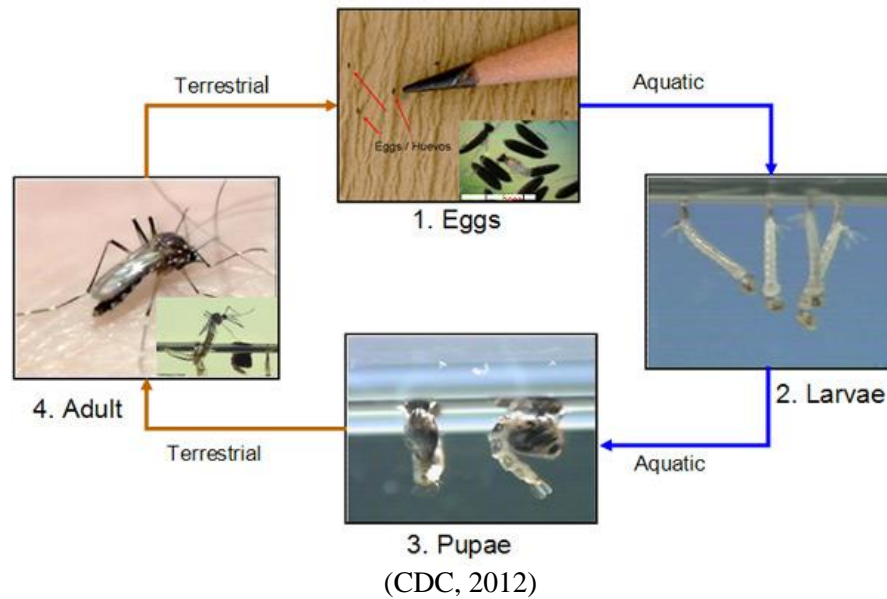 Terrestrial
Aquatic
Eggs / Huevos
1. Eggs
2. Larvae
4. Adult
Terrestrial
Aquatic
3. Pupae
(CDC, 2012)